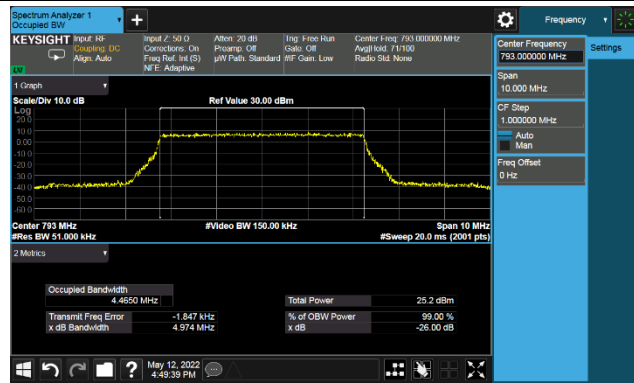 Spectrum Analyzer 1
Occupied BW
Frequency
KEYSIGHT
Input: RF
Coupling: DC
Align: Auto
Input Z: 50 Ω
Corrections: On
Freq Ref: Int (S)
NFE: Adaptive
Atten: 20 dB
Preamp: Off
µW Path: Standard
Trig: Free Run
Gate: Off
#IF Gain: Low
Center Freq: 793.000000 MHz
Avg|Hold: 71/100
Radio Std: None
Center Frequency
793.000000 MHz
Settings
Span
10.000 MHz
CF Step
1.000000 MHz
Auto
Man
Freq Offset
0 Hz
1 Graph
Scale/Div 10.0 dB
Ref Value 30.00 dBm
Log
20.0
10.0
0.00
-10.0
-20.0
-30.0
-40.0
-50.0
-60.0
Center 793 MHz
#Video BW 150.00 kHz
Span 10 MHz
#Res BW 51.000 kHz
#Sweep 20.0 ms (2001 pts)
2 Metrics
Occupied Bandwidth
4.4650 MHz
Total Power
25.2 dBm
Transmit Freq Error
-1.847 kHz
% of OBW Power
99.00 %
x dB Bandwidth
4.974 MHz
x dB
-26.00 dB
?
May 12, 2022
4:49:39 PM